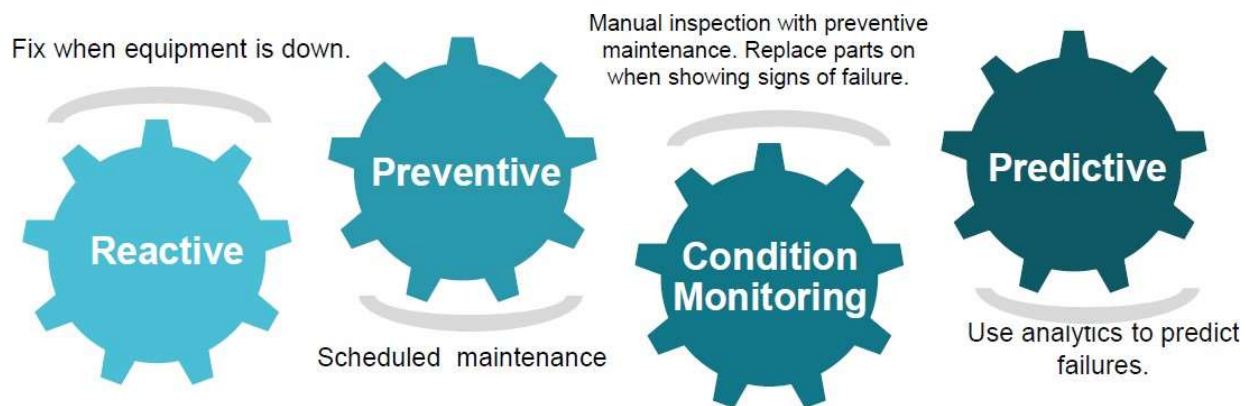 Fix when equipment is down.
Reactive
Preventive
Scheduled maintenance
Manual inspection with preventive
maintenance. Replace parts on
when showing signs of failure.
Condition
Monitoring
Predictive
Use analytics to predict
failures.